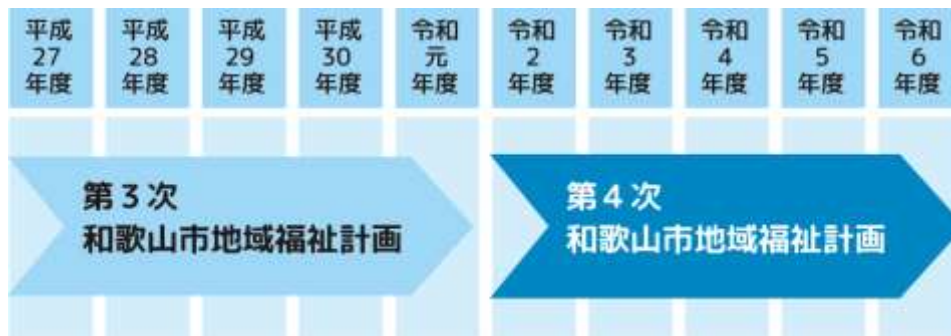 平成
27
年度
平成
28
年度
平成
29
年度
平成
30
年度
令和
元
年度
令和
2
年度
令和
3
年度
令和
4
年度
令和
5
年度
令和
6
年度
第3次
和歌山市地域福祉計画
第4次
和歌山市地域福祉計画